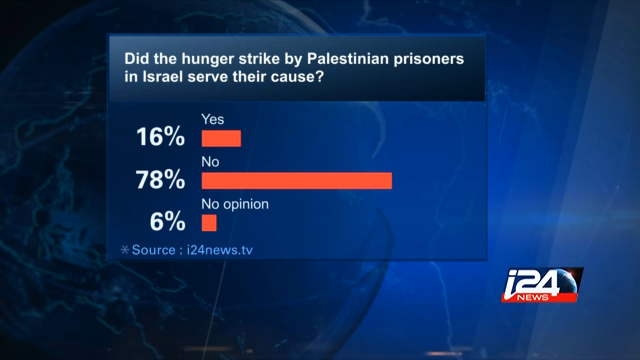 Did the hunger strike by Palestinian prisoners
in Israel serve their cause?
Yes
16%
No
78%
No opinion
6%
* Source : i24news.tv
i24
NEWS